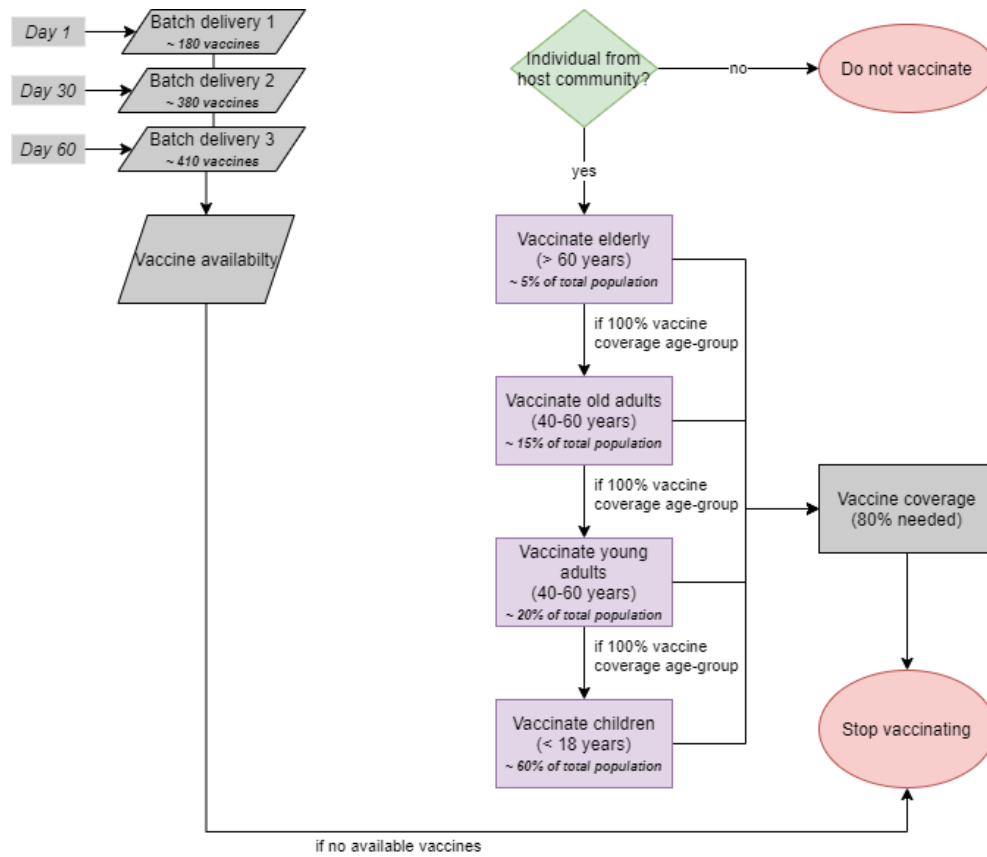 Day 1
Batch delivery 1
~ 180 vaccines
Day 30
Batch delivery 2
~ 380 vaccines
Day 60
Batch delivery 3
~ 410 vaccines
Vaccine availabilty
if no available vaccines
Individual from
host community?
no
Do not vaccinate
yes
Vaccinate elderly
(> 60 years)
~ 5% of total population
if 100% vaccine
coverage age-group
Vaccinate old adults
(40-60 years)
~ 15% of total population
if 100% vaccine
coverage age-group
Vaccinate young
adults
(40-60 years)
~ 20% of total population
if 100% vaccine
coverage age-group
Vaccinate children
(< 18 years)
~ 60% of total population
Vaccine coverage
(80% needed)
Stop vaccinating